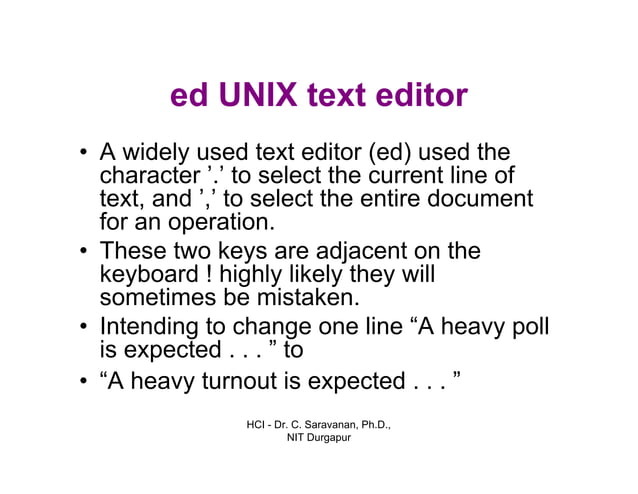 ed UNIX text editor
• A widely used text editor (ed) used the
character ’.’ to select the current line of
text, and ’,’ to select the entire document
for an operation.
• These two keys are adjacent on the
keyboard ! highly likely they will
sometimes be mistaken.
• Intending to change one line “A heavy poll
is expected . . . ” to
• “A heavy turnout is expected . . . ”
HCI - Dr. C. Saravanan, Ph.D.,
NIT Durgapur